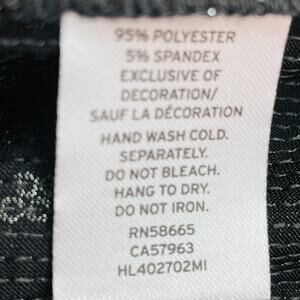 95% POLYESTER
5% SPANDEX
EXCLUSIVE OF
DECORATION/
SAUF LA DÉCORATION
HAND WASH COLD.
SEPARATELY.
DO NOT BLEACH.
HANG TO DRY.
DO NOT IRON.
RN58665
CA57963
HL402702MI